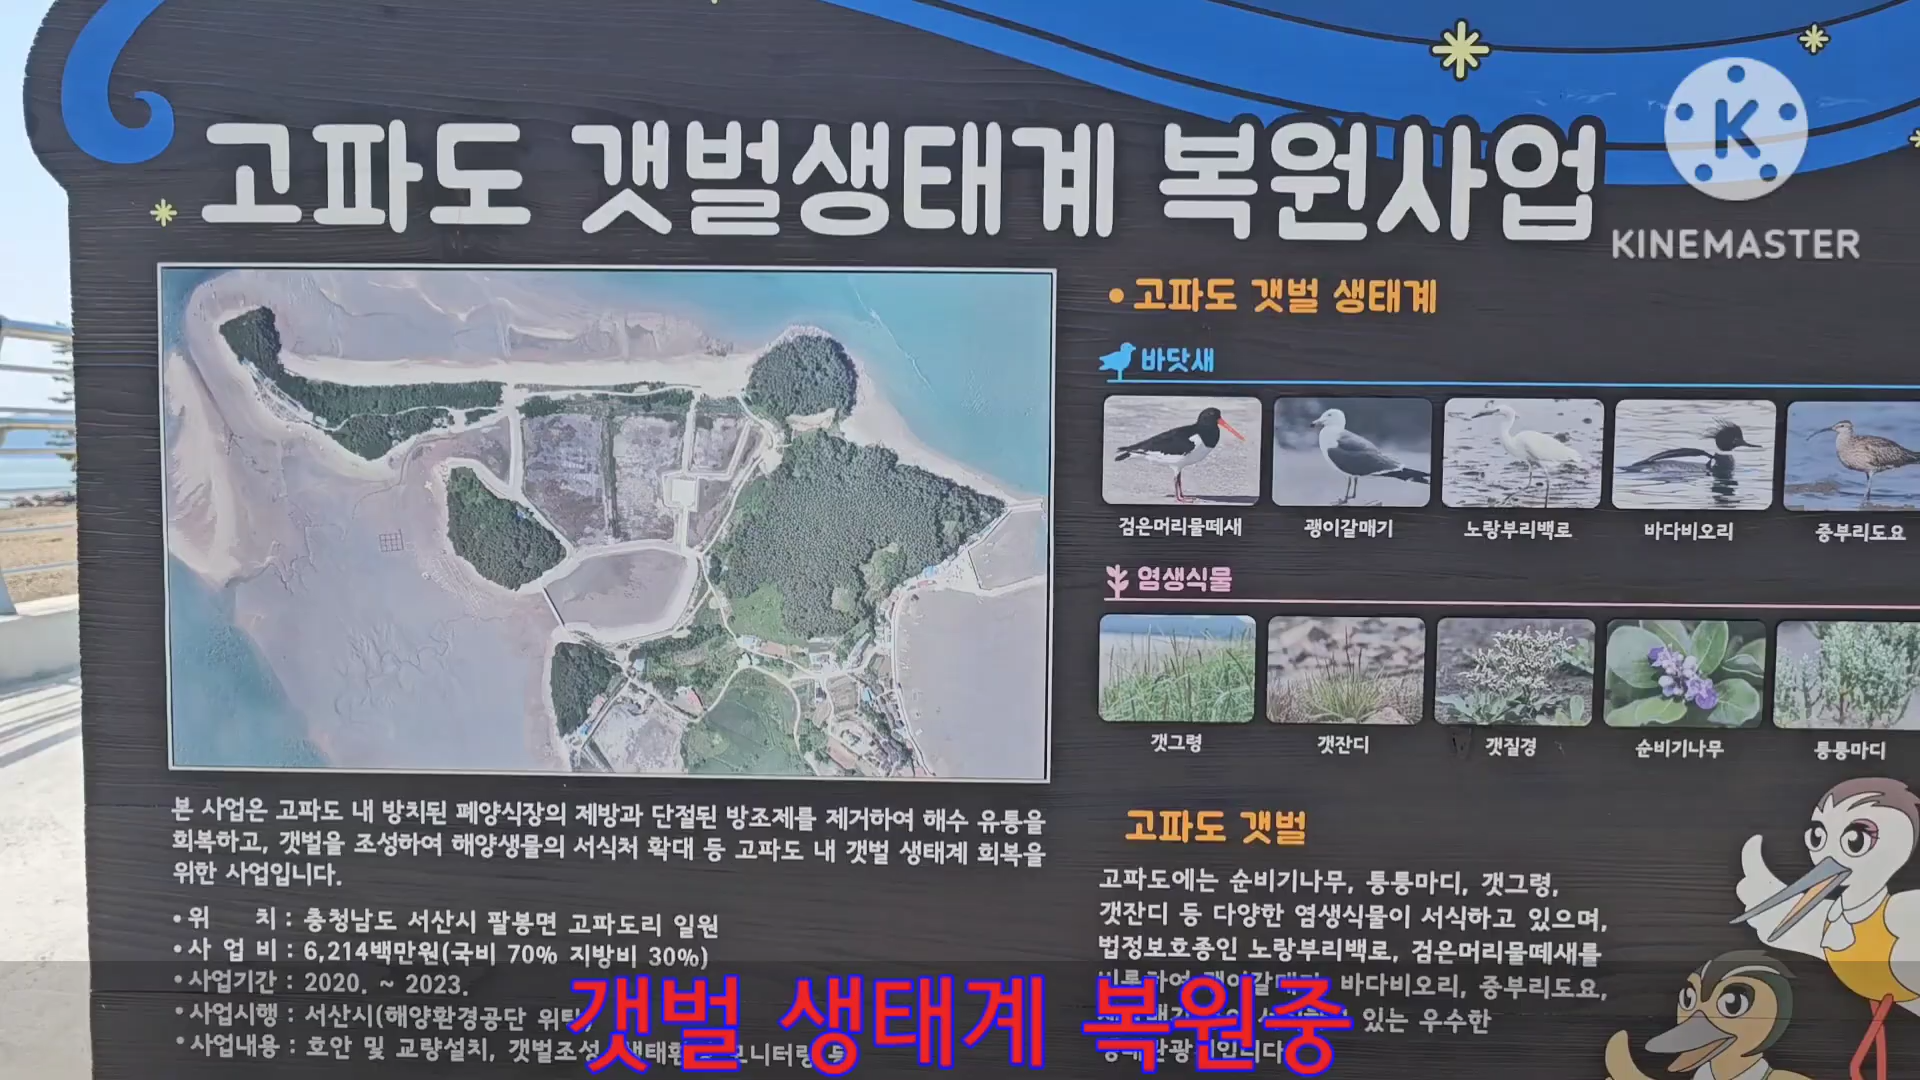 고파도 갯벌생태계 복원사업
KINEMASTER
• 고파도 갯벌 생태계
바닷새
검은머리물떼새 괭이갈매기 노랑부리백로 바다비오리 중부리도요
염생식물
갯그령 갯잔디 갯질경 순비기나무 퉁퉁마디
본 사업은 고파도 내 방치된 폐양식장의 제방과 단절된 방조제를 제거하여 해수 유통을
회복하고, 갯벌을 조성하여 해양생물의 서식처 확대 등 고파도 내 갯벌 생태계 회복을
위한 사업입니다.
• 위 치 : 충청남도 서산시 팔봉면 고파도리 일원
• 사 업 비 : 6,214백만원(국비 70% 지방비 30%)
• 사업기간 : 2020. ~ 2023.
• 사업시행 : 서산시(해양환경공단 위탁)
• 사업내용 : 호안 및 교량설치, 갯벌조성
고파도 갯벌
고파도에는 순비기나무, 퉁퉁마디, 갯그령,
갯잔디 등 다양한 염생식물이 서식하고 있으며,
법정보호종인 노랑부리백로, 검은머리물떼새를
바다비오리, 중부리도요,
있는 우수한
갯벌 생태계 복원중